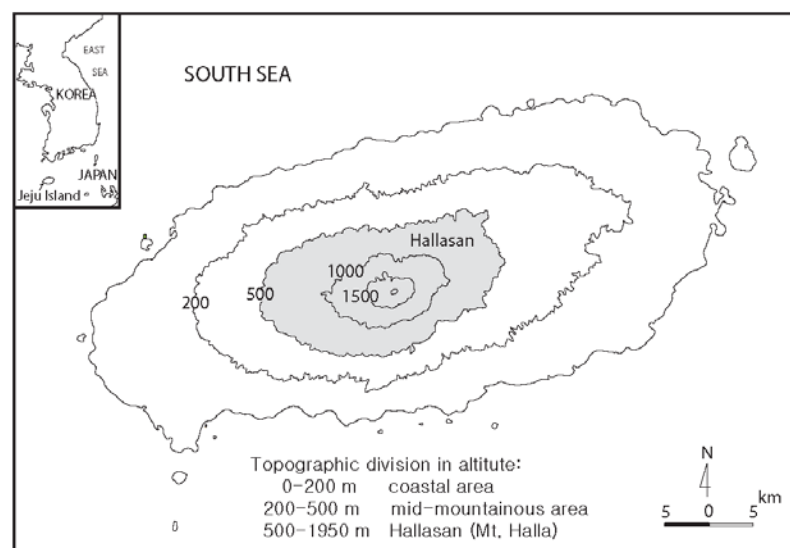 EAST
SEA
KOREA
JAPAN
Jeju Island
SOUTH SEA
Hallasan
1000
1500
500
200
Topographic division in altitute:
0-200 m coastal area
200-500 m mid-mountainous area
500-1950 m Hallasan (Mt. Halla)
N
km
5 0 5